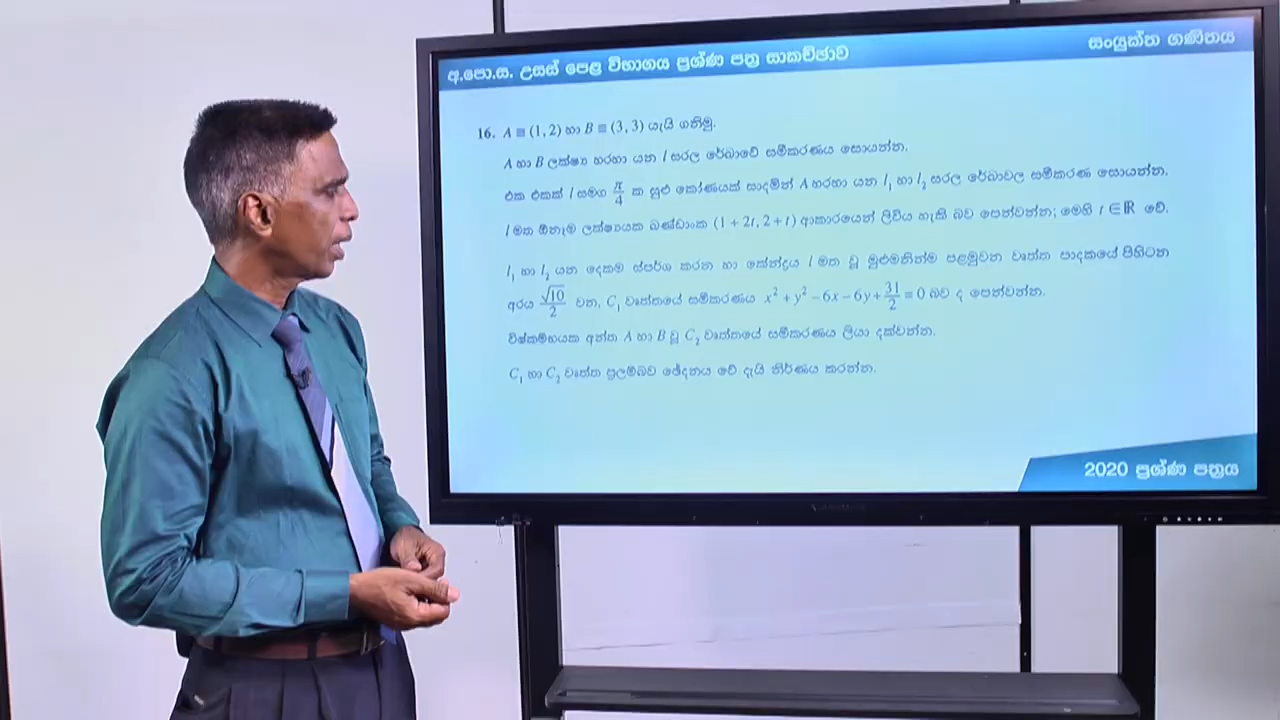 අ.පො.ස. උසස් පෙළ විභාගය ප්‍රශ්ණ පත්‍ර සාකච්ඡාව
සංයුක්ත ගණිතය
16. A ≡ (1, 2) හා B ≡ (3, 3) යැයි ගනිමු.
A හා B ලක්ෂ්‍ය හරහා යන l සරල රේඛාවේ සමීකරණය සොයන්න.
එක එකක් l සමග π/4 ක සුළු කෝණයක් සාදමින් A හරහා යන l₁ හා l₂ සරල රේඛාවල සමීකරණ සොයන්න.
l මත ඕනෑම ලක්ෂ්‍යයක ඛණ්ඩාංක (1 + 2t, 2 + t) ආකාරයෙන් ලිවිය හැකි බව පෙන්වන්න; මෙහි t ∈ ℝ වේ.
l₁ හා l₂ යන දෙකම ස්පර්ශ කරන හා කේන්ද්‍රය l මත වූ මුළුමනින්ම පළමුවන වෘත්ත පාදකයේ පිහිටන
අරය √10/2 වන, C₁ වෘත්තයේ සමීකරණය x² + y² − 6x − 6y + 31/2 = 0 බව ද පෙන්වන්න.
විෂ්කම්භයක අන්ත A හා B වූ C₂ වෘත්තයේ සමීකරණය ලියා දක්වන්න.
C₁ හා C₂ වෘත්ත ප්‍රලම්බව ඡේදනය වේ දැයි නිර්ණය කරන්න.
2020 ප්‍රශ්ණ පත්‍රය